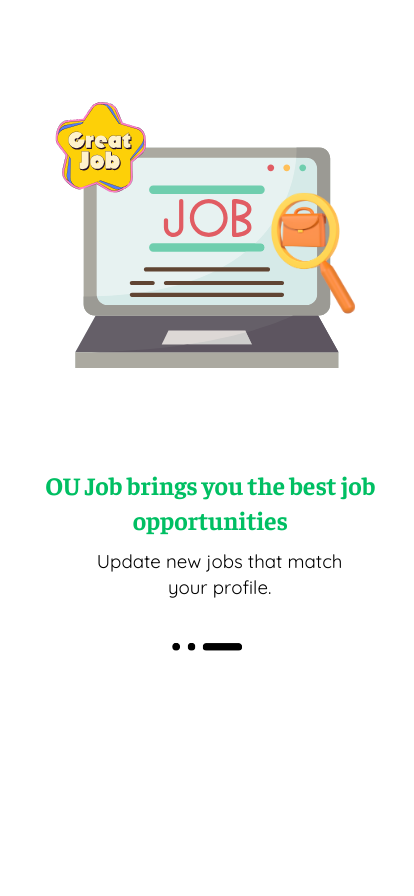 Great
Job
JOB
OU Job brings you the best job
opportunities
Update new jobs that match
your profile.